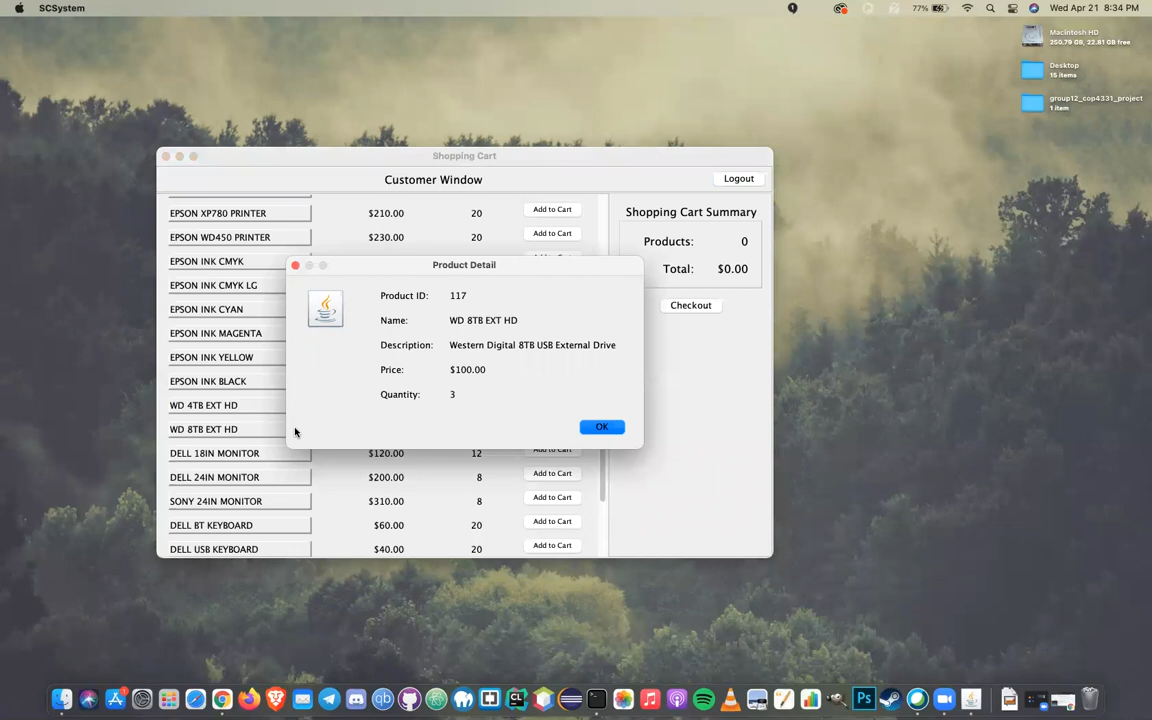 SCSystem
77%
Wed Apr 21 8:34 PM
Macintosh HD
250.79 GB, 22.81 GB free
Desktop
15 items
group12_cop4331_project
1 item
Shopping Cart
Customer Window
Logout
EPSON XP780 PRINTER $210.00 20 Add to Cart
EPSON WD450 PRINTER $230.00 20 Add to Cart
EPSON INK CMYK
EPSON INK CMYK LG
EPSON INK CYAN
EPSON INK MAGENTA
EPSON INK YELLOW
EPSON INK BLACK
WD 4TB EXT HD
WD 8TB EXT HD
DELL 18IN MONITOR $120.00 12 Add to Cart
DELL 24IN MONITOR $200.00 8 Add to Cart
SONY 24IN MONITOR $310.00 8 Add to Cart
DELL BT KEYBOARD $60.00 20 Add to Cart
DELL USB KEYBOARD $40.00 20 Add to Cart
Shopping Cart Summary
Products: 0
Total: $0.00
Checkout
Product Detail
Product ID: 117
Name: WD 8TB EXT HD
Description: Western Digital 8TB USB External Drive
Price: $100.00
Quantity: 3
OK
qb
CL
Ps